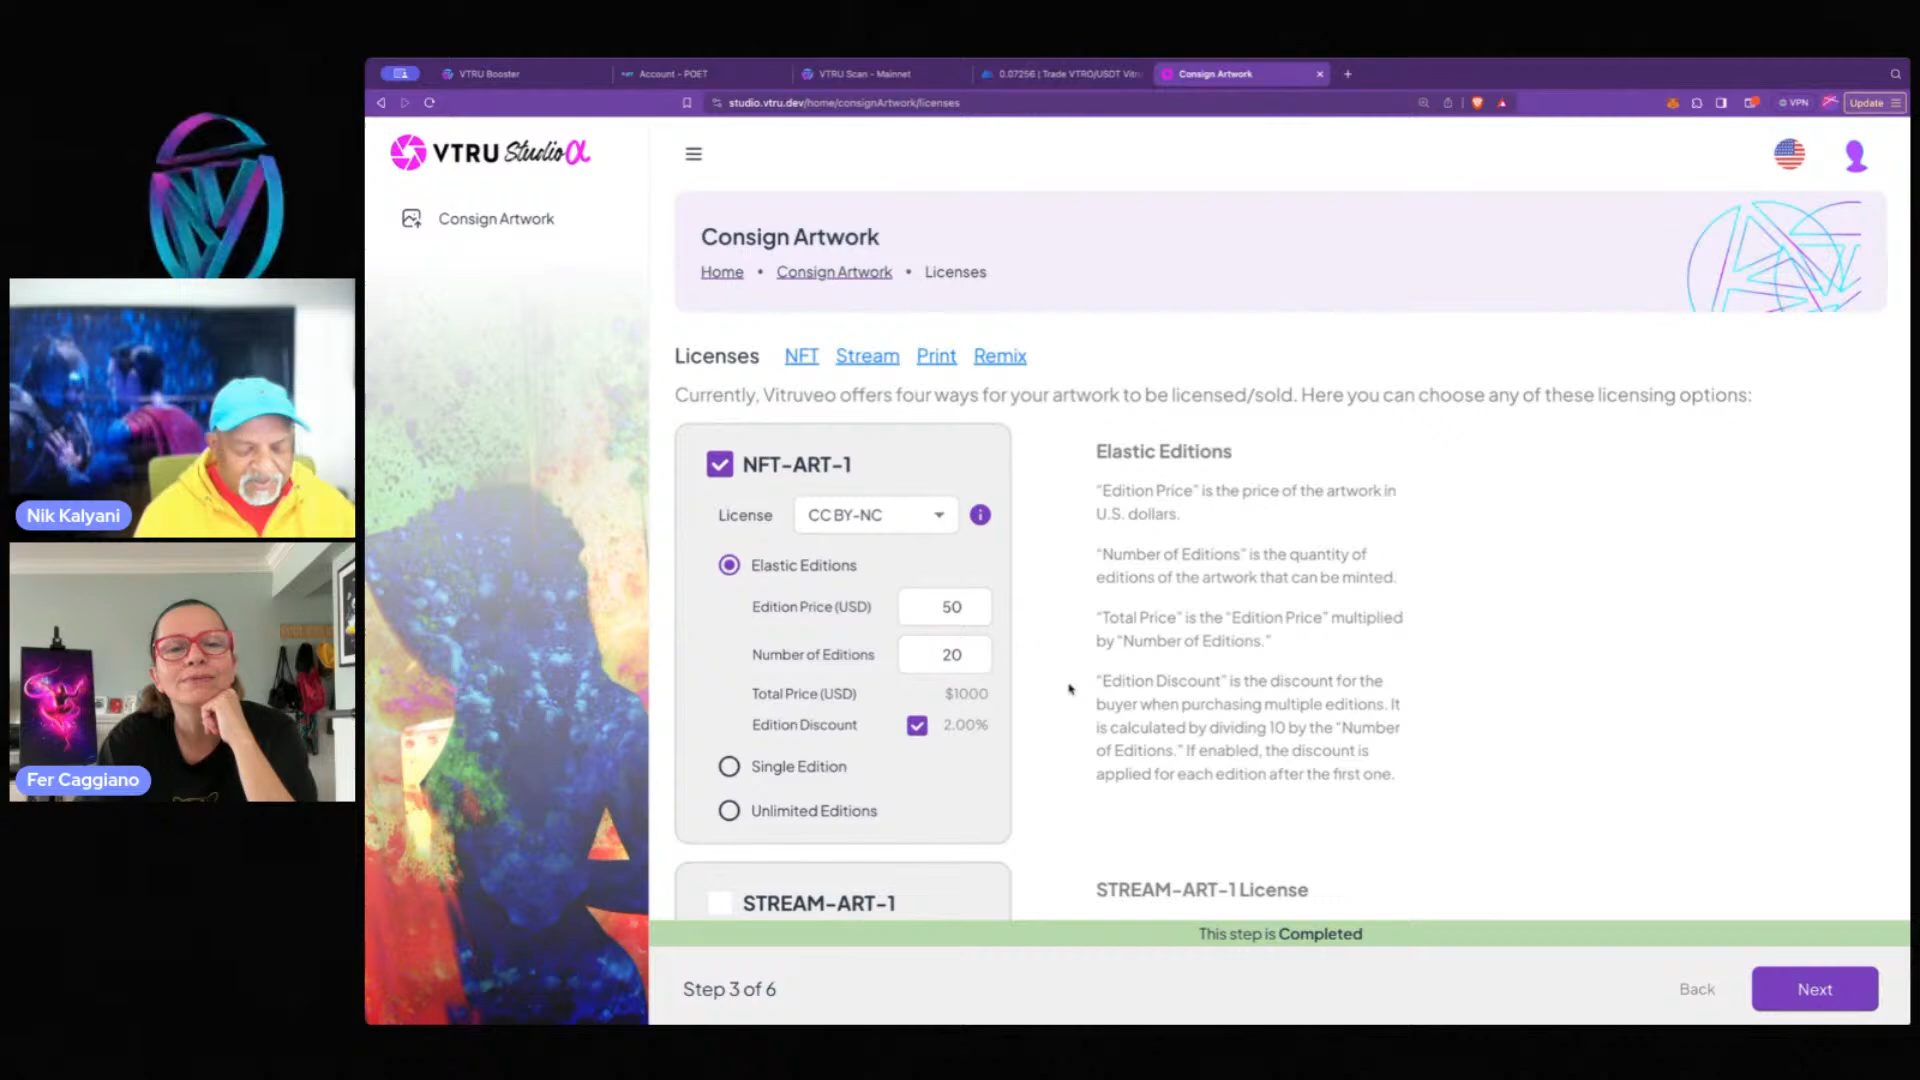 VTRU Booster
Account - POET
VTRU Scan - Mainnet
0.07256 | Trade VTRO/USDT Vitru
Consign Artwork
studio.vtru.dev/home/consignArtwork/licenses
VPN
Update
VTRU Studio α
Consign Artwork
Consign Artwork
Home • Consign Artwork • Licenses
Licenses NFT Stream Print Remix
Currently, Vitruveo offers four ways for your artwork to be licensed/sold. Here you can choose any of these licensing options:
NFT-ART-1
License CC BY-NC
Elastic Editions
Edition Price (USD) 50
Number of Editions 20
Total Price (USD) $1000
Edition Discount 2.00%
Single Edition
Unlimited Editions
Elastic Editions
“Edition Price” is the price of the artwork in
U.S. dollars.
“Number of Editions” is the quantity of
editions of the artwork that can be minted.
“Total Price” is the “Edition Price” multiplied
by “Number of Editions.”
“Edition Discount” is the discount for the
buyer when purchasing multiple editions. It
is calculated by dividing 10 by the “Number
of Editions.” If enabled, the discount is
applied for each edition after the first one.
STREAM-ART-1
STREAM-ART-1 License
This step is Completed
Step 3 of 6
Back
Next
Nik Kalyani
Fer Caggiano